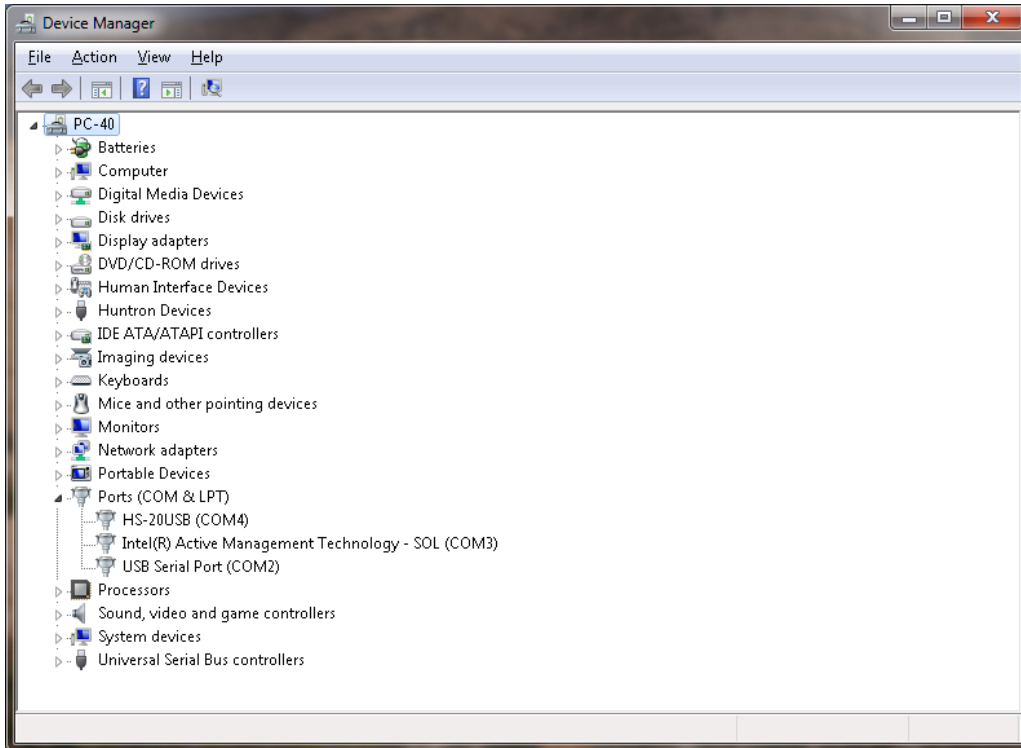 Device Manager
File Action View Help
PC-40
Batteries
Computer
Digital Media Devices
Disk drives
Display adapters
DVD/CD-ROM drives
Human Interface Devices
Huntron Devices
IDE ATA/ATAPI controllers
Imaging devices
Keyboards
Mice and other pointing devices
Monitors
Network adapters
Portable Devices
Ports (COM & LPT)
HS-20USB (COM4)
Intel(R) Active Management Technology - SOL (COM3)
USB Serial Port (COM2)
Processors
Sound, video and game controllers
System devices
Universal Serial Bus controllers